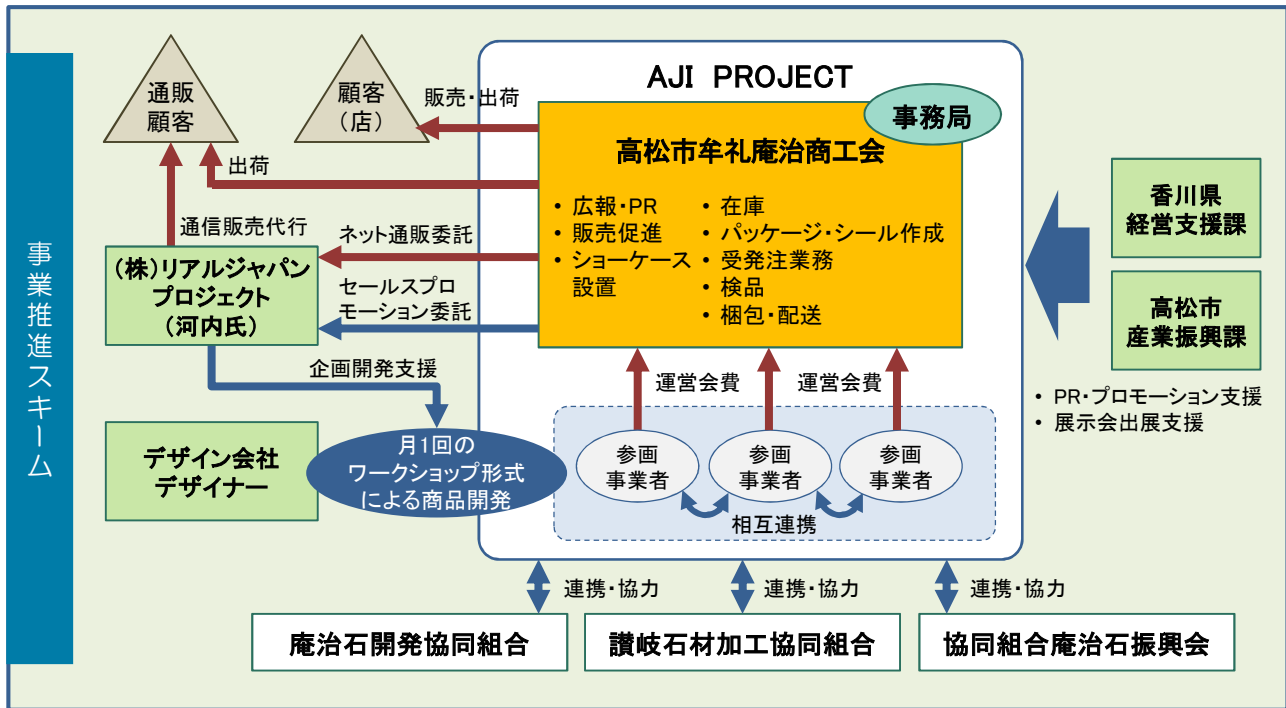 事業推進スキーム
AJI PROJECT
通販
顧客
顧客
(店)
販売・出荷
事務局
高松市牟礼庵治商工会
出荷
• 広報・PR
• 販売促進
• ショーケース
設置
• 在庫
• パッケージ・シール作成
• 受発注業務
• 検品
• 梱包・配送
通信販売代行
ネット通販委託
(株)リアルジャパン
プロジェクト
(河内氏)
セールスプロ
モーション委託
香川県
経営支援課
高松市
産業振興課
• PR・プロモーション支援
• 展示会出展支援
企画開発支援
運営会費
運営会費
デザイン会社
デザイナー
月1回の
ワークショップ形式
による商品開発
参画
事業者
参画
事業者
参画
事業者
相互連携
連携・協力
連携・協力
連携・協力
庵治石開発協同組合
讃岐石材加工協同組合
協同組合庵治石振興会